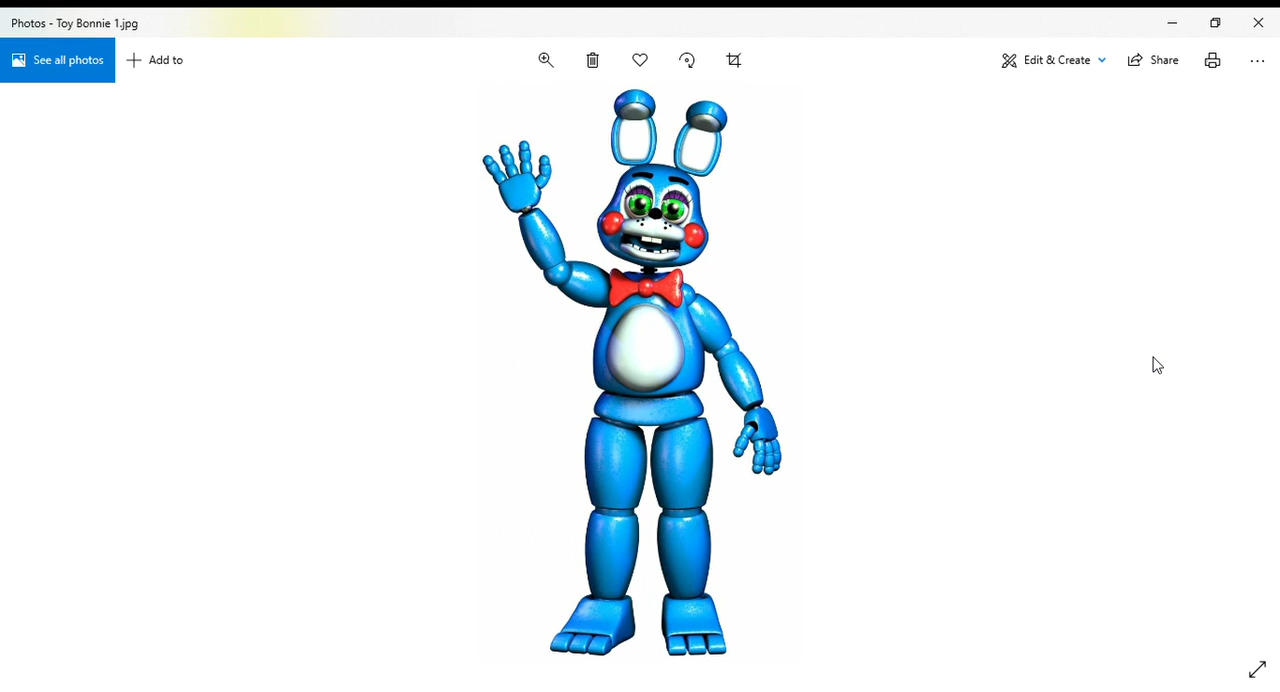 Photos - Toy Bonnie 1.jpg
See all photos
Add to
Edit & Create
Share